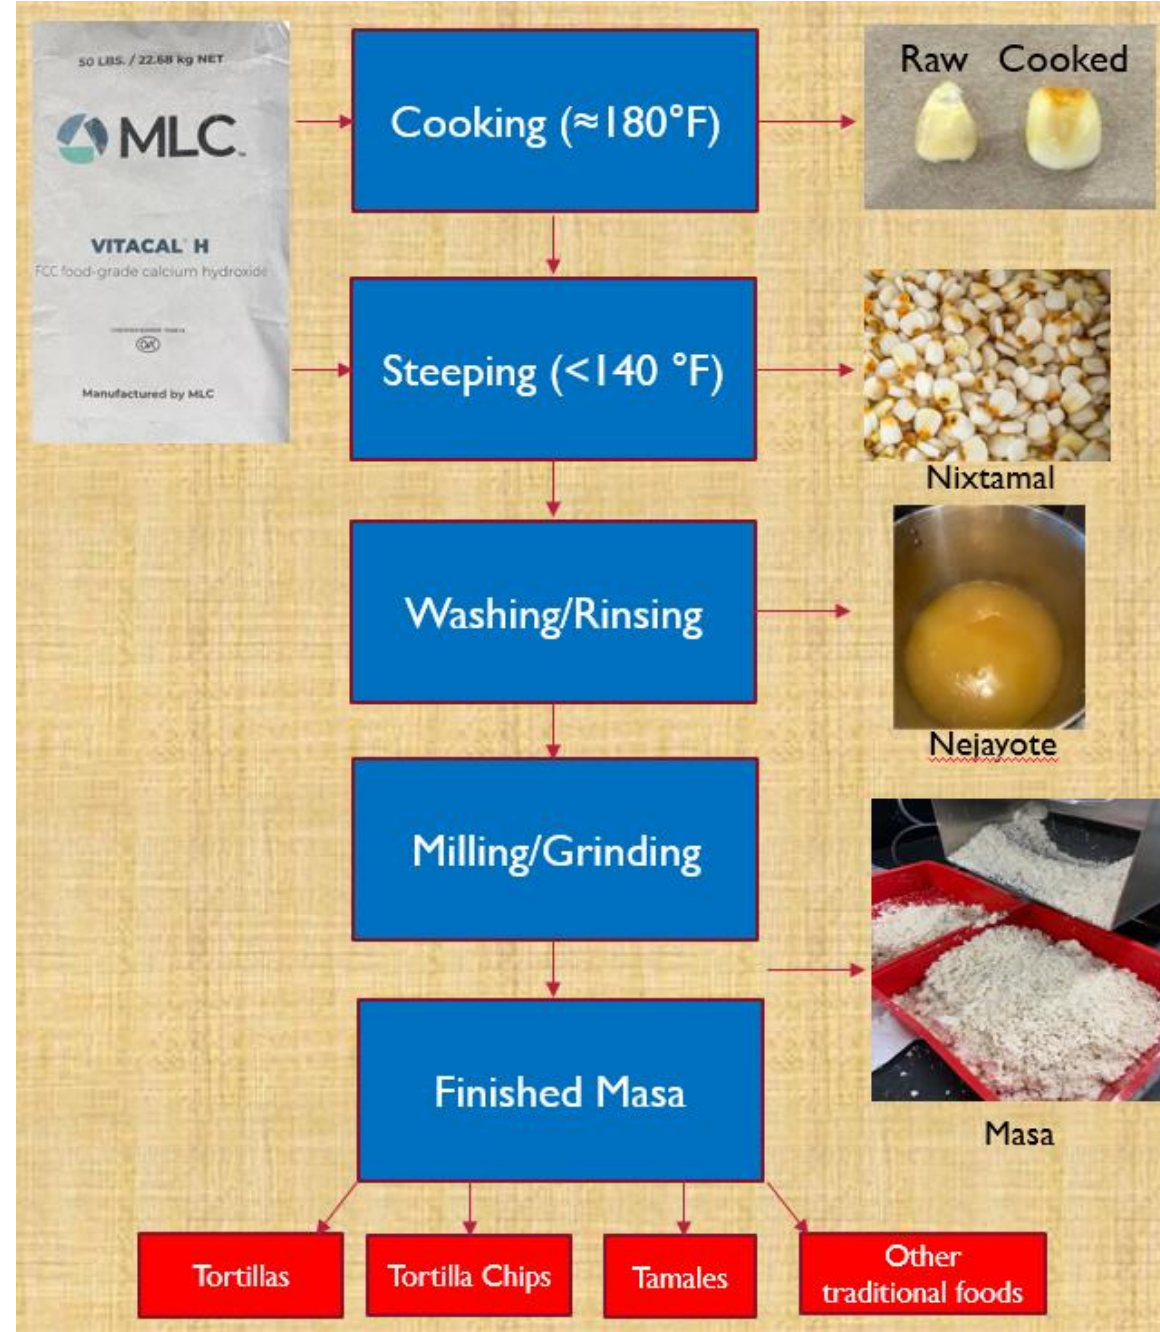 50 LBS. / 22.68 kg NET
MLC™
VITACAL® H
FCC food-grade calcium hydroxide
Manufactured by MLC
Cooking (≈180°F)
Raw Cooked
Steeping (<140 °F)
Nixtamal
Washing/Rinsing
Nejayote
Milling/Grinding
Finished Masa
Masa
Tortillas
Tortilla Chips
Tamales
Other
traditional foods